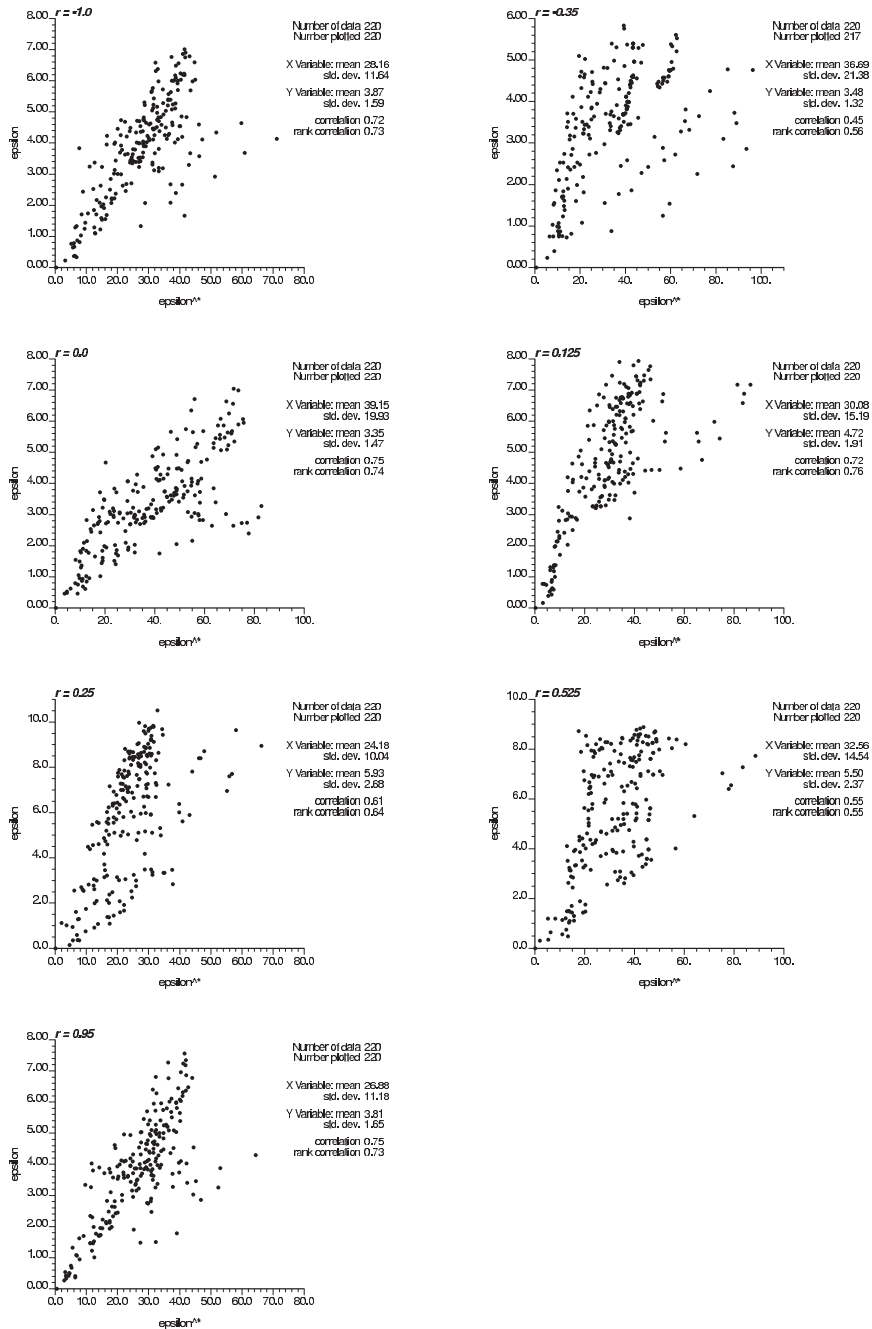 r = -1.0
8.00
7.00
6.00
5.00
4.00
3.00
2.00
1.00
0.00
epsilon
0.0 10.0 20.0 30.0 40.0 50.0 60.0 70.0 80.0
epsilon^*
Number of data 220
Number plotted 220
X Variable: mean 28.16
std. dev. 11.64
Y Variable: mean 3.87
std. dev. 1.59
correlation 0.72
rank correlation 0.73
r = -0.35
6.00
5.00
4.00
3.00
2.00
1.00
0.00
epsilon
0. 20. 40. 60. 80. 100.
epsilon^*
Number of data 220
Number plotted 217
X Variable: mean 36.69
std. dev. 21.38
Y Variable: mean 3.48
std. dev. 1.32
correlation 0.45
rank correlation 0.56
r = 0.0
8.00
7.00
6.00
5.00
4.00
3.00
2.00
1.00
0.00
epsilon
0. 20. 40. 60. 80. 100.
epsilon^*
Number of data 220
Number plotted 220
X Variable: mean 39.15
std. dev. 19.93
Y Variable: mean 3.35
std. dev. 1.47
correlation 0.75
rank correlation 0.74
r = 0.125
8.00
7.00
6.00
5.00
4.00
3.00
2.00
1.00
0.00
epsilon
0. 20. 40. 60. 80. 100.
epsilon^*
Number of data 220
Number plotted 220
X Variable: mean 30.08
std. dev. 15.19
Y Variable: mean 4.72
std. dev. 1.91
correlation 0.72
rank correlation 0.76
r = 0.25
10.0
8.0
6.0
4.0
2.0
0.0
epsilon
0.0 10.0 20.0 30.0 40.0 50.0 60.0 70.0 80.0
epsilon^*
Number of data 220
Number plotted 220
X Variable: mean 24.18
std. dev. 10.04
Y Variable: mean 5.93
std. dev. 2.68
correlation 0.61
rank correlation 0.64
r = 0.525
10.0
8.0
6.0
4.0
2.0
0.0
epsilon
0. 20. 40. 60. 80. 100.
epsilon^*
Number of data 220
Number plotted 220
X Variable: mean 32.56
std. dev. 14.54
Y Variable: mean 5.50
std. dev. 2.37
correlation 0.55
rank correlation 0.55
r = 0.95
8.00
7.00
6.00
5.00
4.00
3.00
2.00
1.00
0.00
epsilon
0.0 10.0 20.0 30.0 40.0 50.0 60.0 70.0 80.0
epsilon^*
Number of data 220
Number plotted 220
X Variable: mean 26.88
std. dev. 11.18
Y Variable: mean 3.81
std. dev. 1.65
correlation 0.75
rank correlation 0.73